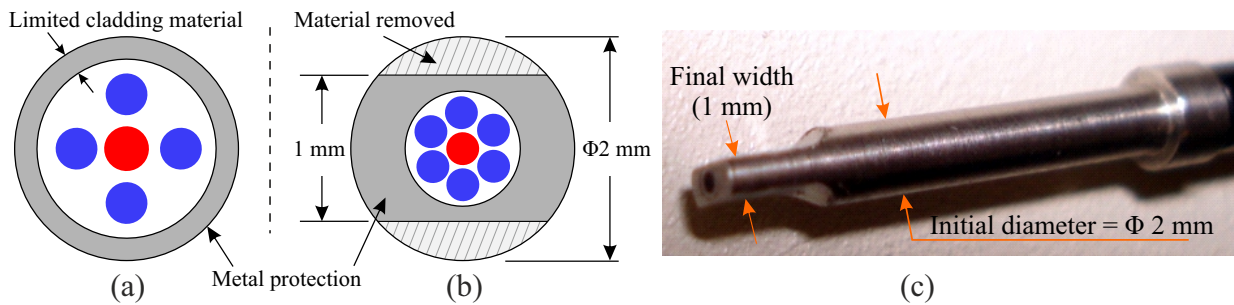 Limited cladding material
Material removed
1 mm
Φ2 mm
Metal protection
(a)
(b)
Final width
(1 mm)
Initial diameter = Φ 2 mm
(c)